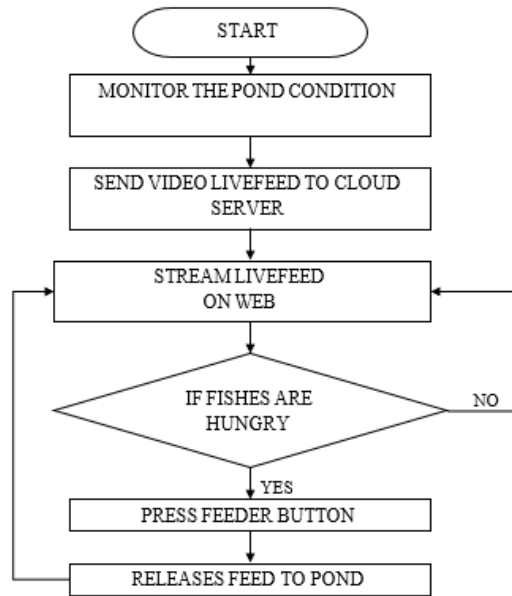 START
MONITOR THE POND CONDITION
SEND VIDEO LIVEFEED TO CLOUD
SERVER
STREAM LIVEFEED
ON WEB
IF FISHES ARE
HUNGRY
NO
YES
PRESS FEEDER BUTTON
RELEASES FEED TO POND